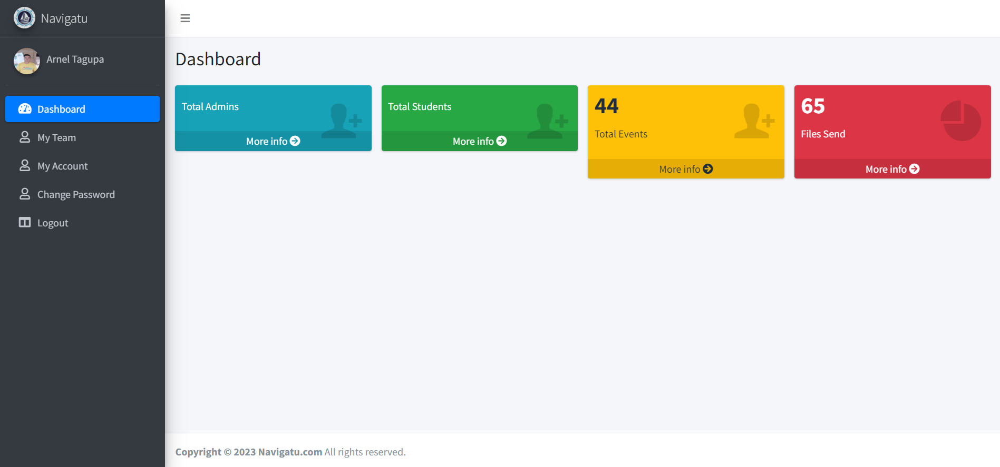 Navigatu
Arnel Tagupa
Dashboard
My Team
My Account
Change Password
Logout
Dashboard
Total Admins
More info
Total Students
More info
44
Total Events
More info
65
Files Send
More info
Copyright © 2023 Navigatu.com All rights reserved.